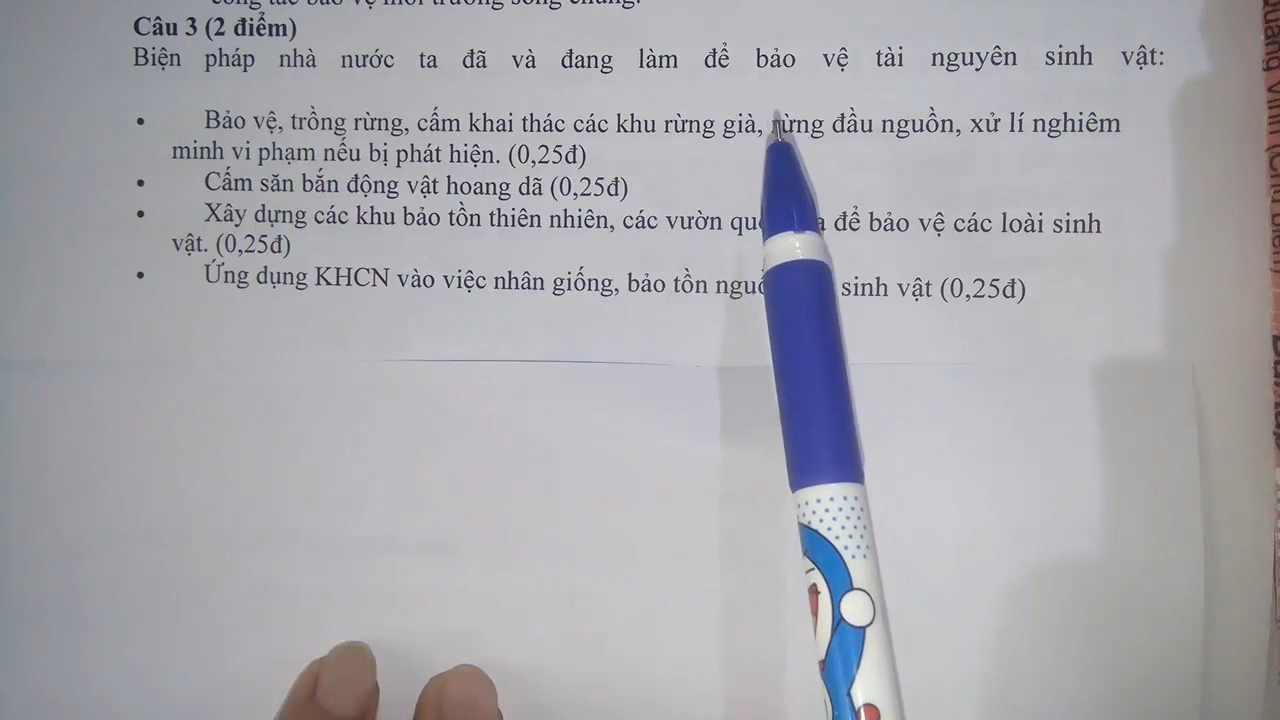 Câu 3 (2 điểm)
Biện pháp nhà nước ta đã và đang làm để bảo vệ tài nguyên sinh vật:
• Bảo vệ, trồng rừng, cấm khai thác các khu rừng già, rừng đầu nguồn, xử lí nghiêm
minh vi phạm nếu bị phát hiện. (0,25đ)
• Cấm săn bắn động vật hoang dã (0,25đ)
• Xây dựng các khu bảo tồn thiên nhiên, các vườn để bảo vệ các loài sinh
vật. (0,25đ)
• Ứng dụng KHCN vào việc nhân giống, bảo tồn sinh vật (0,25đ)